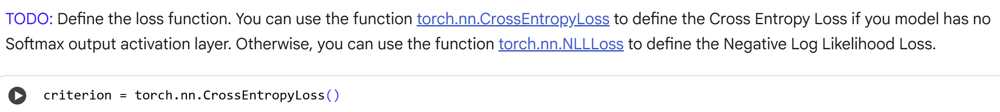 TODO: Define the loss function. You can use the function torch.nn.CrossEntropyLoss to define the Cross Entropy Loss if you model has no
Softmax output activation layer. Otherwise, you can use the function torch.nn.NLLLoss to define the Negative Log Likelihood Loss.
criterion = torch.nn.CrossEntropyLoss()